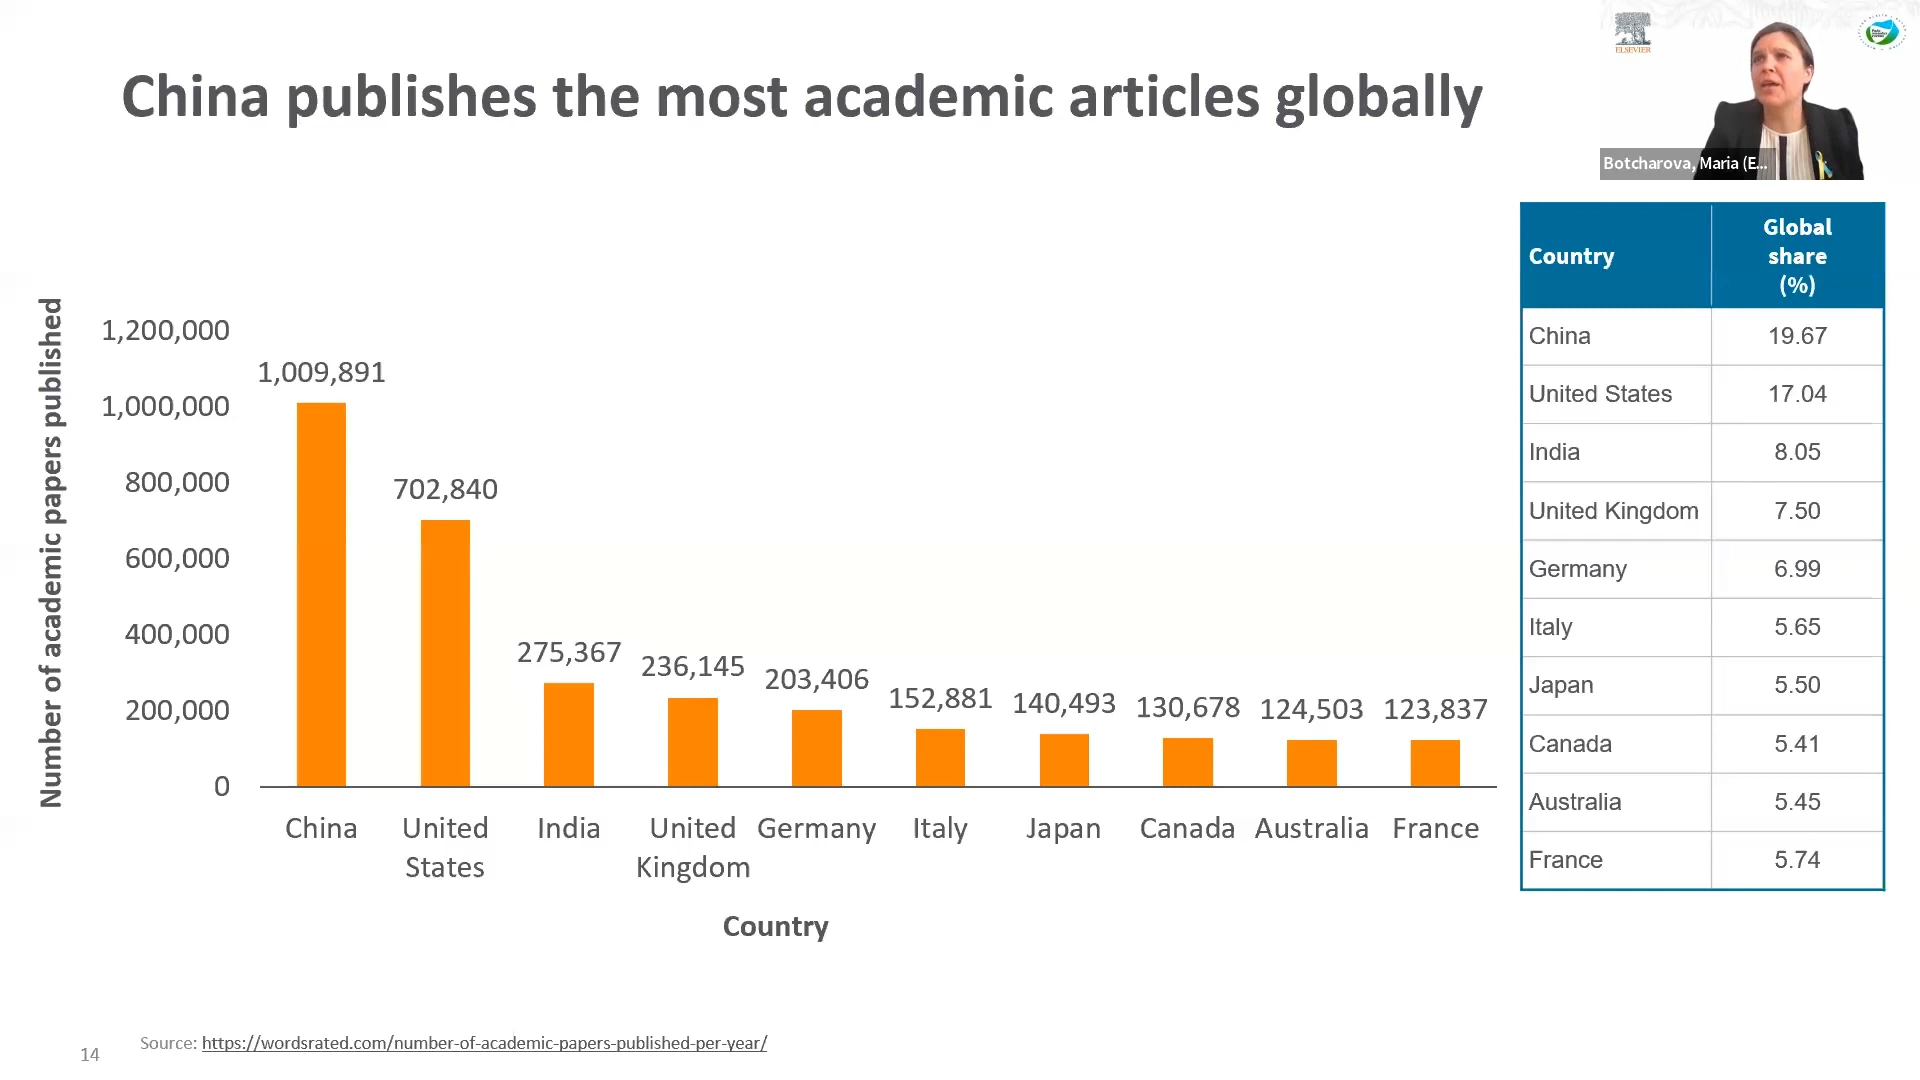 China publishes the most academic articles globally
ELSEVIER
Botcharova, Maria (E...
Number of academic papers published
1,200,000
1,000,000
800,000
600,000
400,000
200,000
0
1,009,891
702,840
275,367
236,145
203,406
152,881
140,493
130,678
124,503
123,837
China
United
States
India
United
Kingdom
Germany
Italy
Japan
Canada
Australia
France
Country
Country Global share (%)
China 19.67
United States 17.04
India 8.05
United Kingdom 7.50
Germany 6.99
Italy 5.65
Japan 5.50
Canada 5.41
Australia 5.45
France 5.74
14
Source: https://wordsrated.com/number-of-academic-papers-published-per-year/